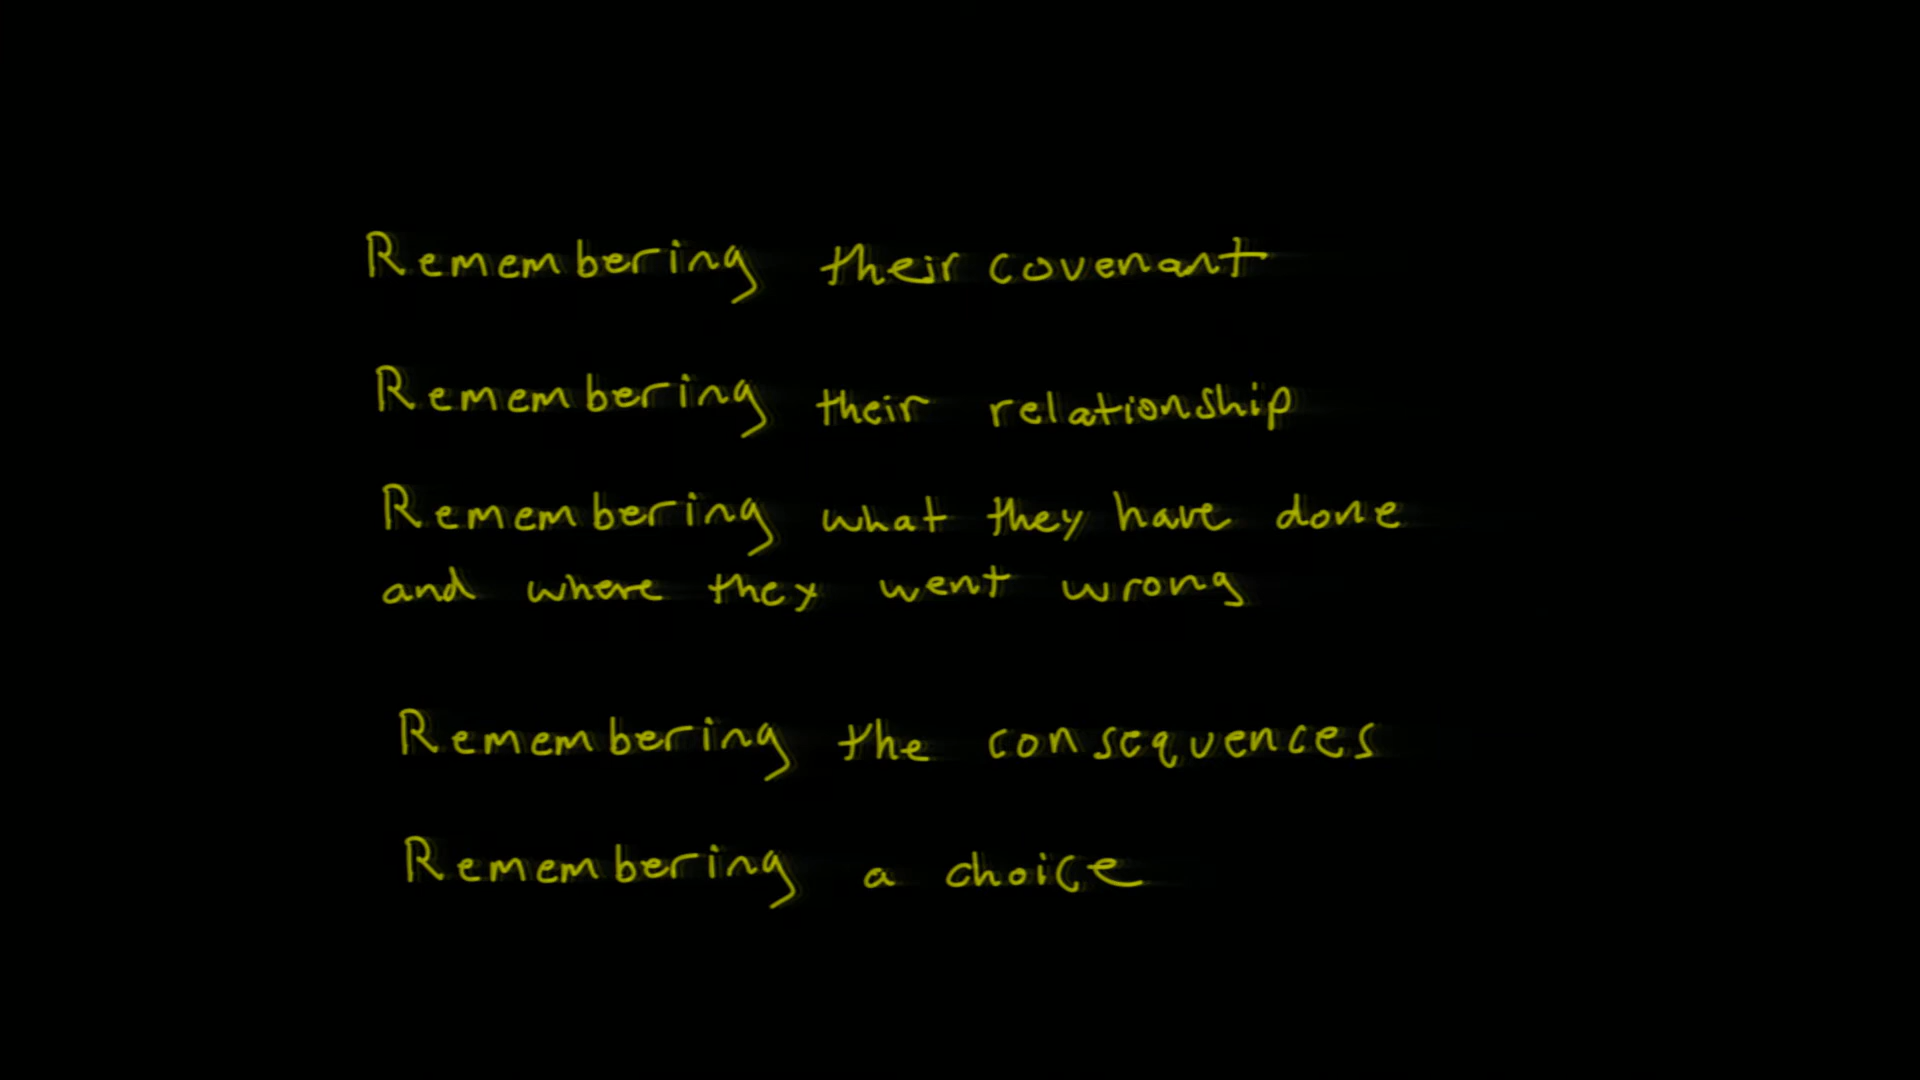 Remembering their covenant
Remembering their relationship
Remembering what they have done
and where they went wrong
Remembering the consequences
Remembering a choice